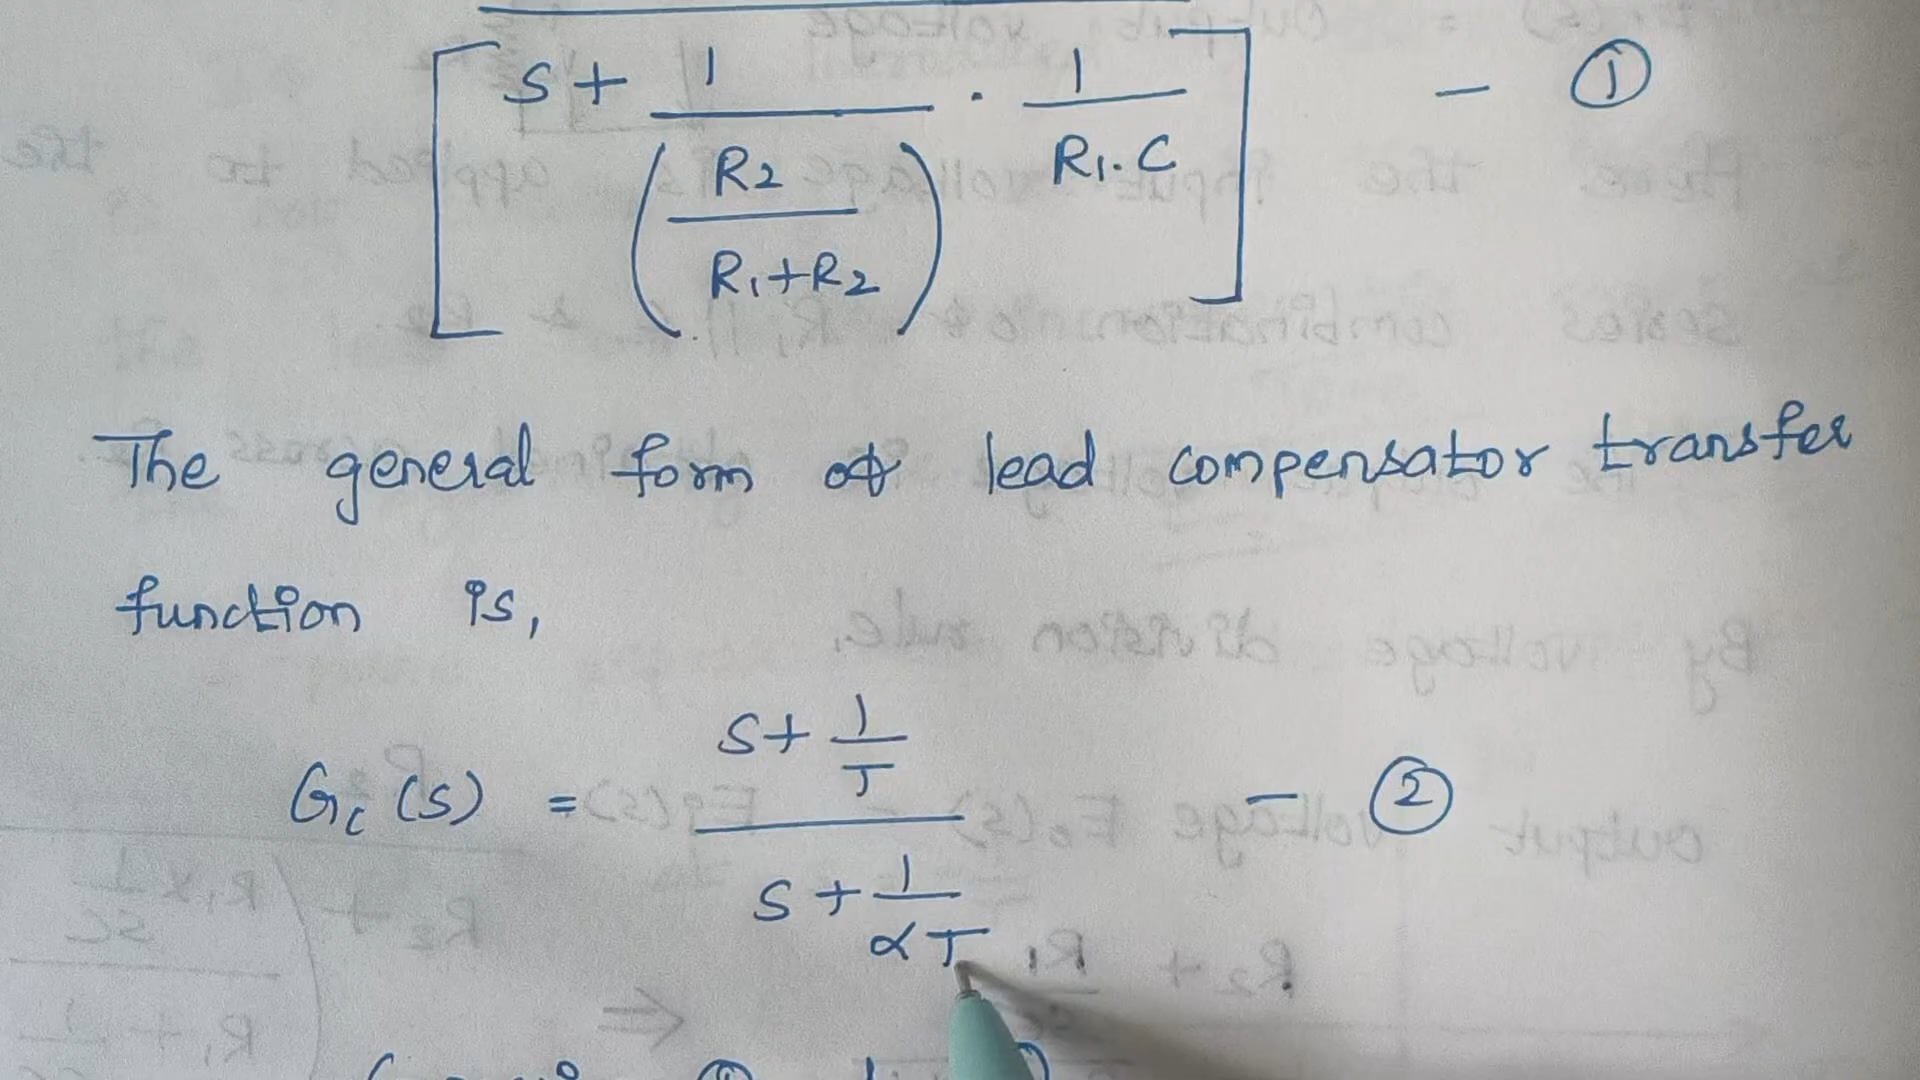 [S + 1 / (R2 / (R1+R2)) . 1 / (R1.C)] - ①
The general form of lead compensator transfer
function is,
Gc(S) = (S + 1/T) / (S + 1/αT) - ②